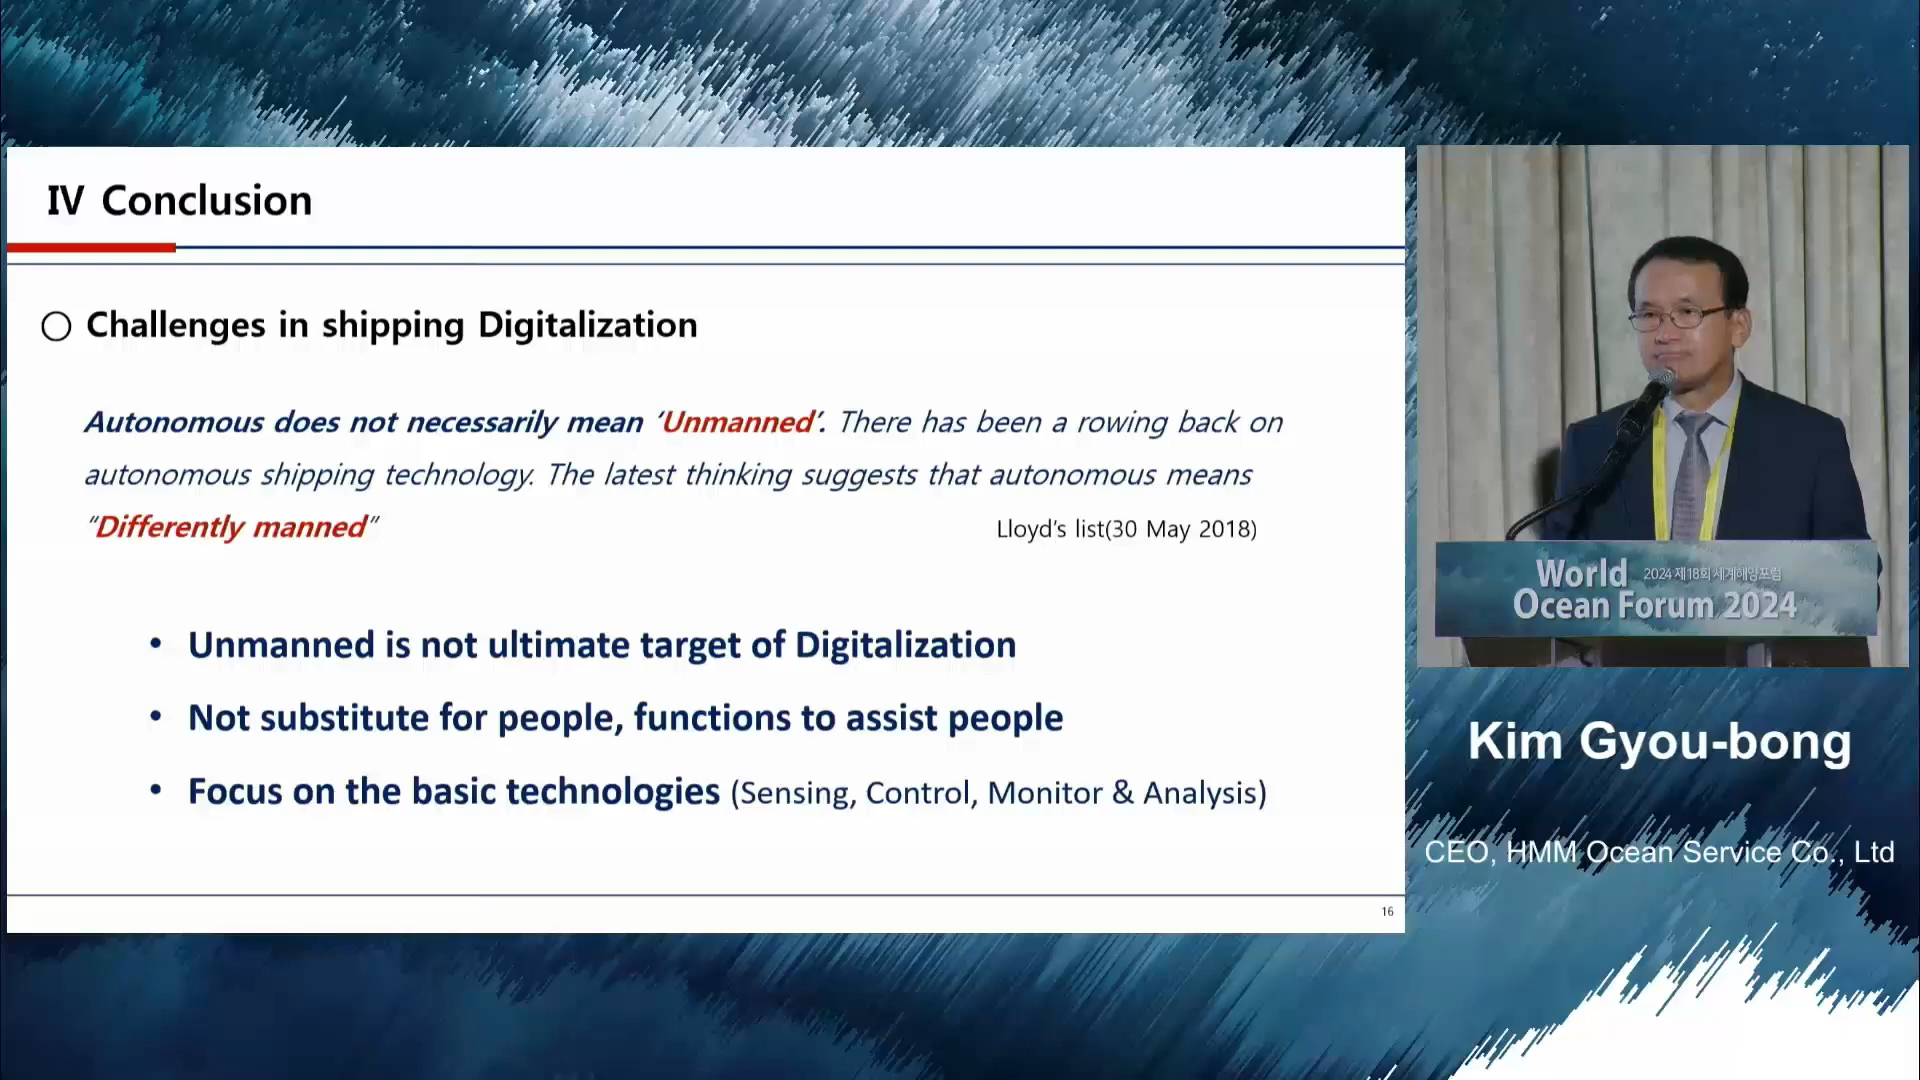 IV Conclusion
○ Challenges in shipping Digitalization
Autonomous does not necessarily mean ‘Unmanned’. There has been a rowing back on
autonomous shipping technology. The latest thinking suggests that autonomous means
“Differently manned”
Lloyd’s list(30 May 2018)
• Unmanned is not ultimate target of Digitalization
• Not substitute for people, functions to assist people
• Focus on the basic technologies (Sensing, Control, Monitor & Analysis)
16
World 2024 제18회 세계해양포럼
Ocean Forum 2024
Kim Gyou-bong
CEO, HMM Ocean Service Co., Ltd